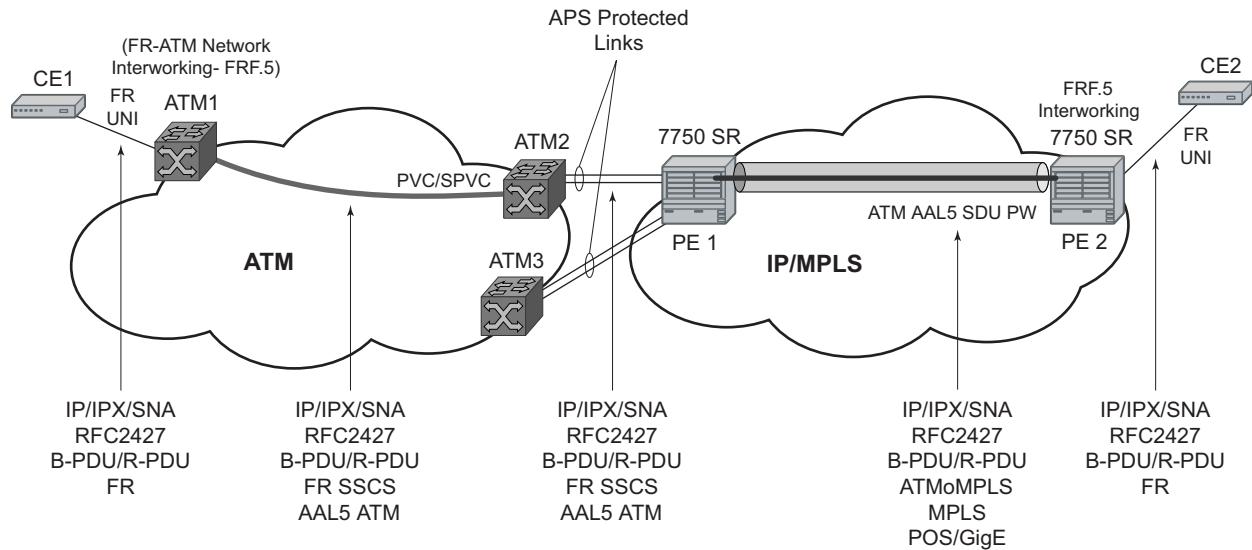 APS Protected
Links
(FR-ATM Network
Interworking- FRF.5)
CE1
FR
UNI
ATM1
ATM2
PVC/SPVC
ATM
ATM3
7750 SR
PE 1
ATM AAL5 SDU PW
IP/MPLS
FRF.5
Interworking
7750 SR
PE 2
CE2
FR
UNI
IP/IPX/SNA
RFC2427
B-PDU/R-PDU
FR
IP/IPX/SNA
RFC2427
B-PDU/R-PDU
FR SSCS
AAL5 ATM
IP/IPX/SNA
RFC2427
B-PDU/R-PDU
FR SSCS
AAL5 ATM
IP/IPX/SNA
RFC2427
B-PDU/R-PDU
ATMoMPLS
MPLS
POS/GigE
IP/IPX/SNA
RFC2427
B-PDU/R-PDU
FR